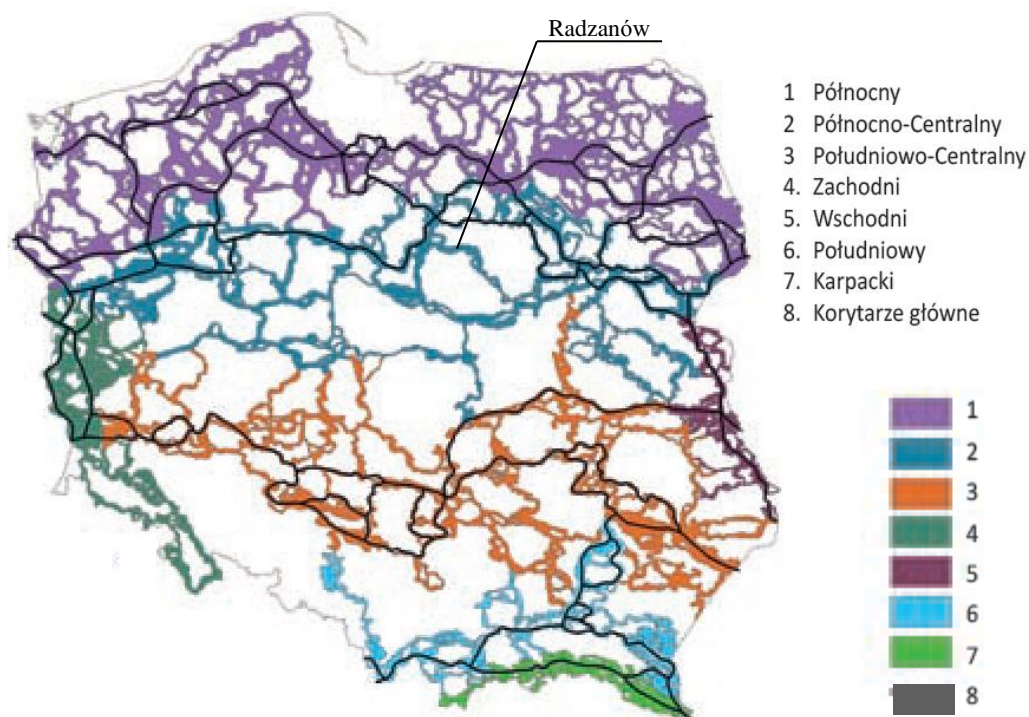 Radzanów
1 Północny
2 Północno-Centralny
3 Południowo-Centralny
4. Zachodni
5. Wschodni
6. Południowy
7. Karpacki
8. Korytarze główne
1
2
3
4
5
6
7
8